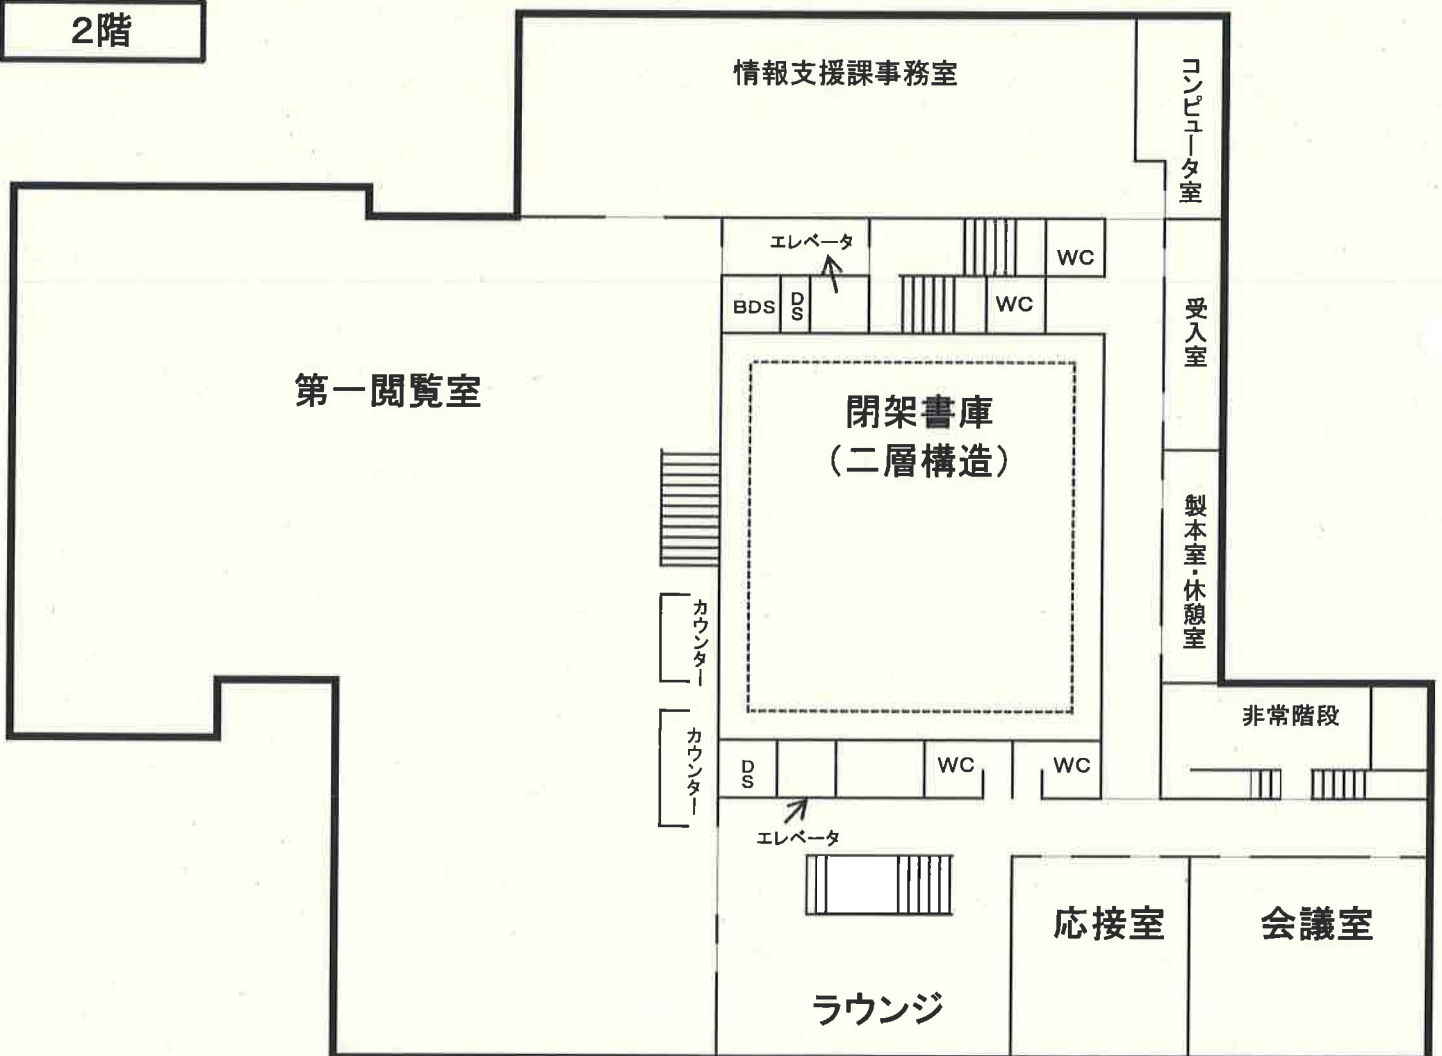 2階
情報支援課事務室
コンピュータ室
エレベータ
WC
BDS
DS
WC
受入室
第一閲覧室
閉架書庫
（二層構造）
製本室・休憩室
カウンター
カウンター
非常階段
DS
WC
WC
エレベータ
応接室
会議室
ラウンジ